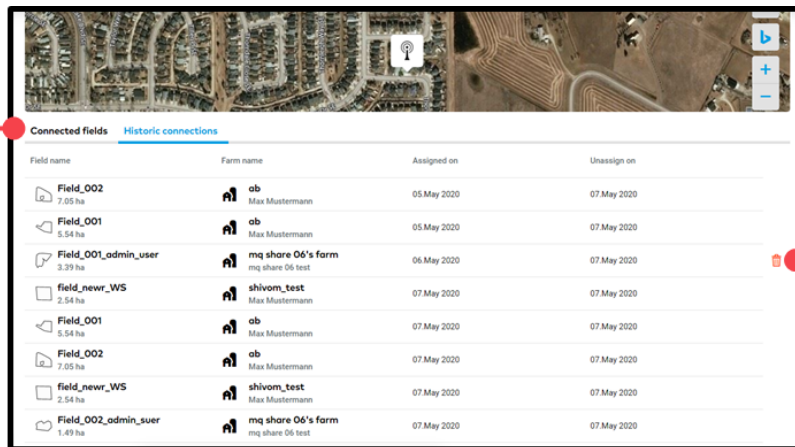 Connected fields Historic connections
Field name Farm name Assigned on Unassign on
Field_002 ab
7.05 ha Max Mustermann 05.May 2020 07.May 2020
Field_001 ab
5.54 ha Max Mustermann 05.May 2020 07.May 2020
Field_001_admin_user mq share 06's farm
3.39 ha mq share 06 test 06.May 2020 07.May 2020
field_newr_WS shivom_test
2.54 ha Max Mustermann 07.May 2020 07.May 2020
Field_001 ab
5.54 ha Max Mustermann 07.May 2020 07.May 2020
Field_002 ab
7.05 ha Max Mustermann 07.May 2020 07.May 2020
field_newr_WS shivom_test
2.54 ha Max Mustermann 07.May 2020 07.May 2020
Field_002_admin_suer mq share 06's farm
1.49 ha mq share 06 test 07.May 2020 07.May 2020